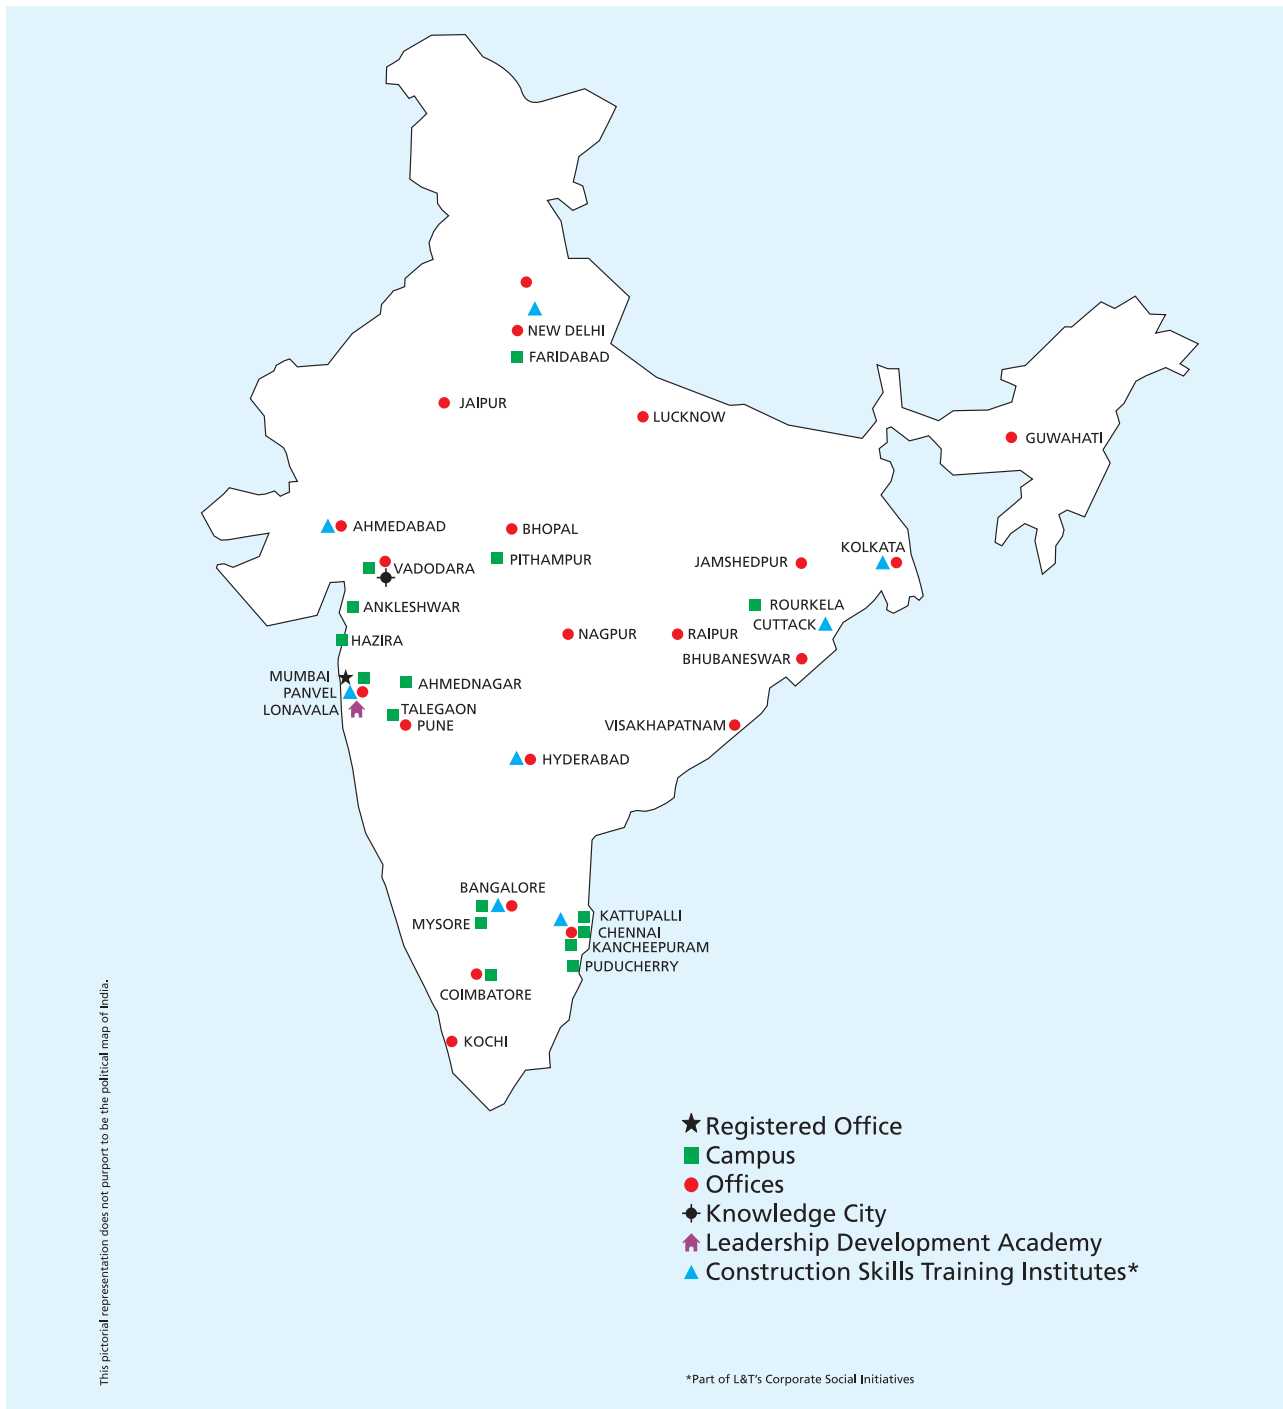 NEW DELHI
FARIDABAD
JAIPUR
LUCKNOW
GUWAHATI
AHMEDABAD
BHOPAL
KOLKATA
PITHAMPUR
JAMSHEDPUR
VADODARA
ANKLESHWAR
ROURKELA
CUTTACK
HAZIRA
NAGPUR
RAIPUR
BHUBANESWAR
MUMBAI
AHMEDNAGAR
PANVEL
LONAVALA
TALEGAON
PUNE
VISAKHAPATNAM
HYDERABAD
BANGALORE
KATTUPALLI
MYSORE
CHENNAI
KANCHEEPURAM
PUDUCHERRY
COIMBATORE
KOCHI
Registered Office
Campus
Offices
Knowledge City
Leadership Development Academy
Construction Skills Training Institutes*
*Part of L&T's Corporate Social Initiatives
This pictorial representation does not purport to be the political map of India.